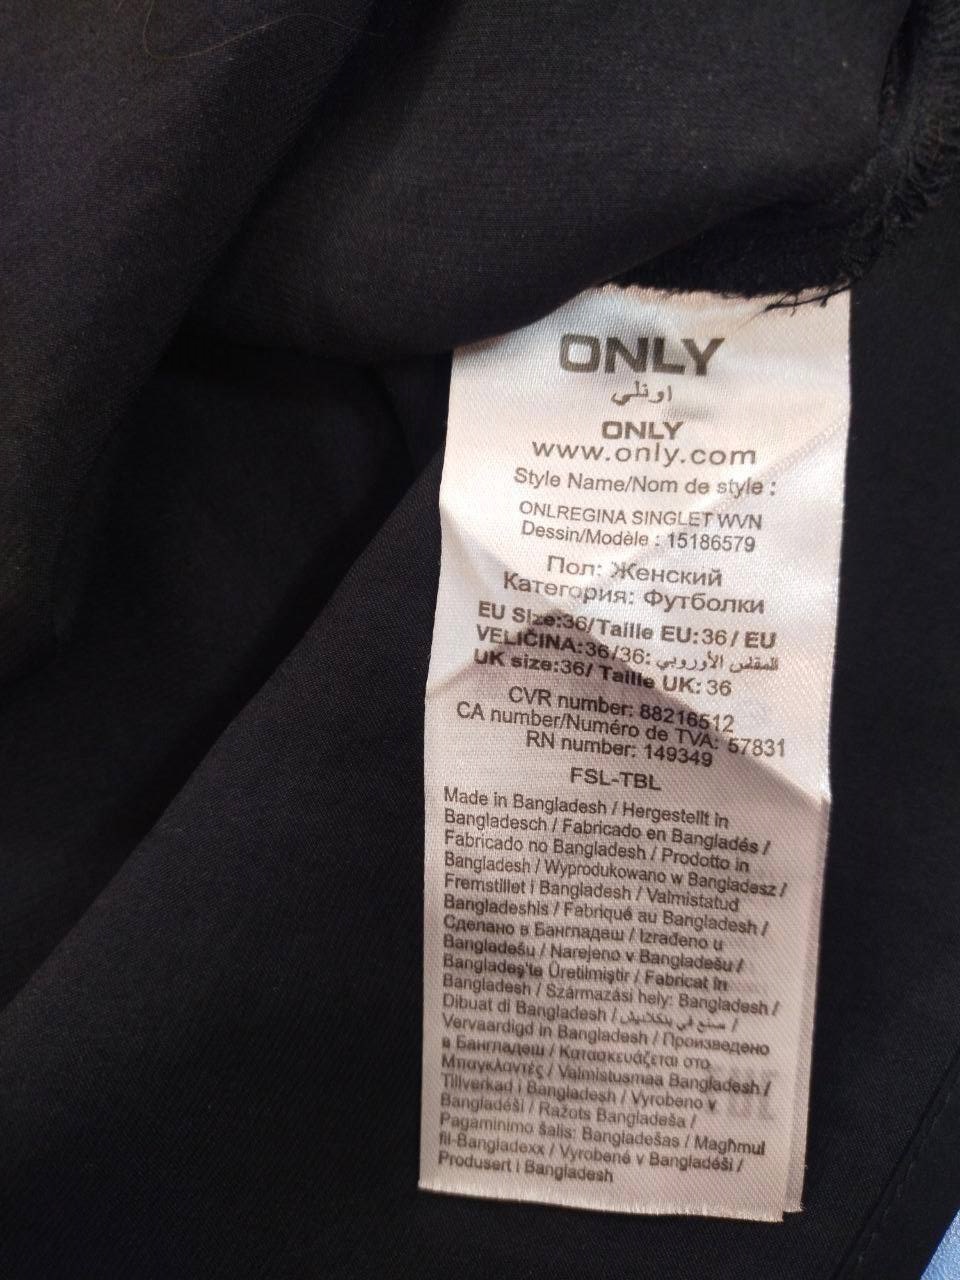 ONLY
اونلي
ONLY
www.only.com
Style Name/Nom de style :
ONLREGINA SINGLET WVN
Dessin/Modèle : 15186579
Пол: Женский
Категория: Футболки
EU Size:36/Taille EU:36/ EU
VELIČINA:36/36: المقاس الأوروبي
UK size:36/ Taille UK: 36
CVR number: 88216512
CA number/Numéro de TVA: 57831
RN number: 149349
FSL-TBL
Made in Bangladesh / Hergestellt in
Bangladesch / Fabricado en Bangladés /
Fabricado no Bangladesh / Prodotto in
Bangladesh / Wyprodukowano w Bangladesz /
Fremstillet i Bangladesh / Valmistatud
Bangladeshis / Fabriqué au Bangladesh /
Сделано в Бангладеш / Izrađeno u
Bangladešu / Narejeno v Bangladešu /
Bangladeş'te Üretilmiştir / Fabricat în
Bangladesh / Származási hely: Bangladesh /
Dibuat di Bangladesh / صنع في بنگلاديش /
Vervaardigd in Bangladesh / Произведено
в Бангладеш / Κατασκευάζεται στο
Μπαγκλαντές / Valmistusmaa Bangladesh /
Tillverkad i Bangladesh / Vyrobeno v
Bangladéši / Ražots Bangladeša /
Pagaminimo šalis: Bangladešas / Magħmul
fil-Bangladexx / Vyrobené v Bangladéši /
Produsert i Bangladesh